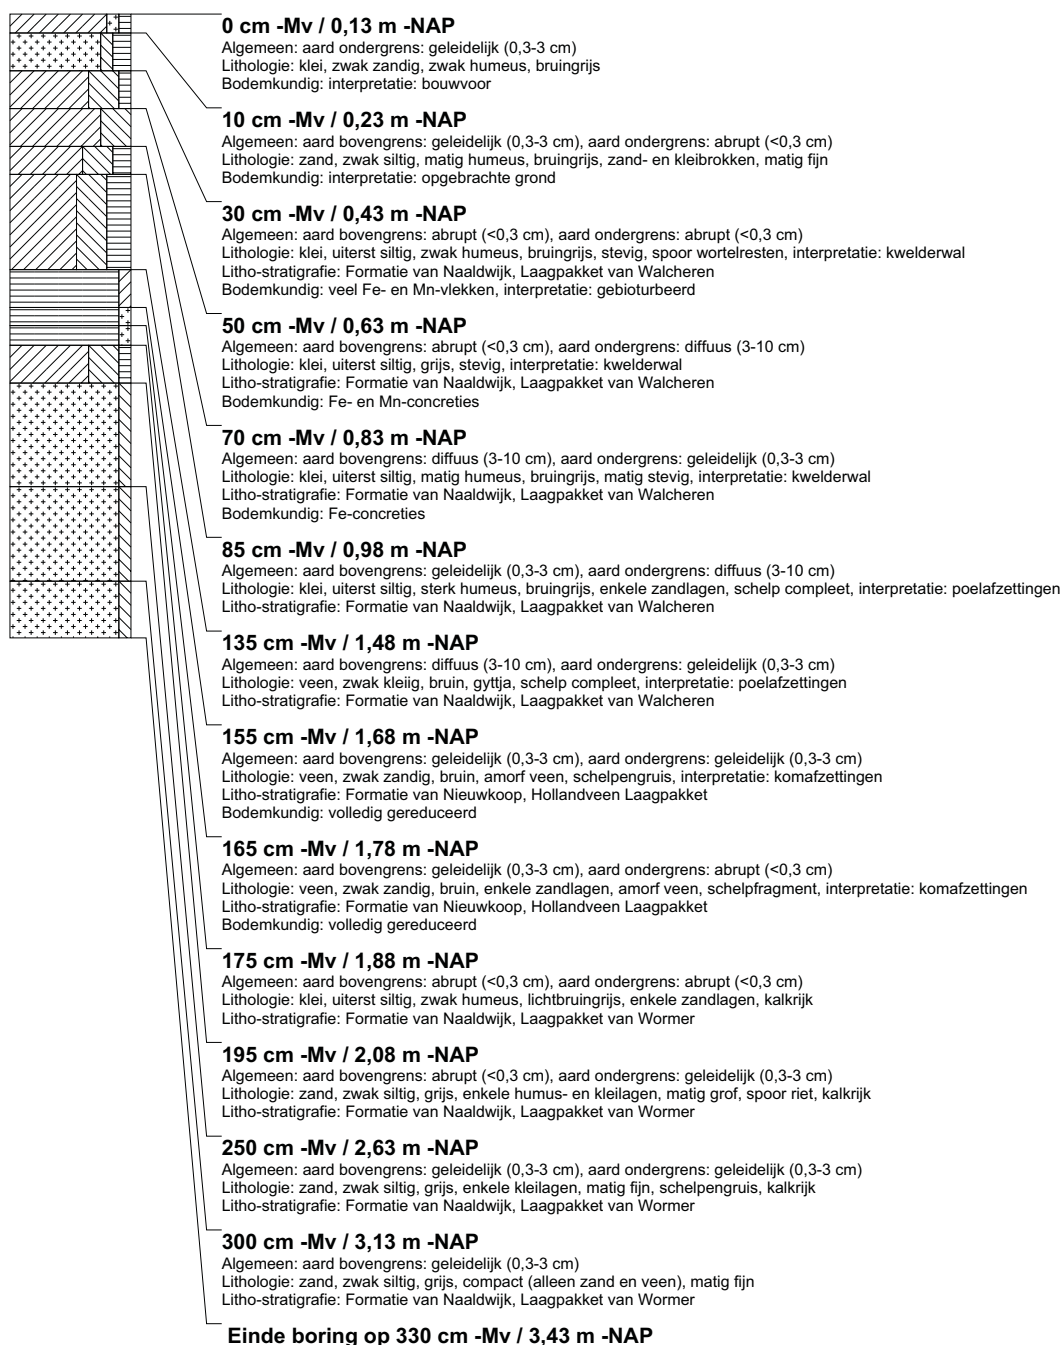 0 cm -Mv / 0,13 m -NAP
Algemeen: aard ondergrens: geleidelijk (0,3-3 cm)
Lithologie: klei, zwak zandig, zwak humeus, bruingrijs
Bodemkundig: interpretatie: bouwvoor
10 cm -Mv / 0,23 m -NAP
Algemeen: aard bovengrens: geleidelijk (0,3-3 cm), aard ondergrens: abrupt (<0,3 cm)
Lithologie: zand, zwak siltig, matig humeus, bruingrijs, zand- en kleibrokken, matig fijn
Bodemkundig: interpretatie: opgebrachte grond
30 cm -Mv / 0,43 m -NAP
Algemeen: aard bovengrens: abrupt (<0,3 cm), aard ondergrens: abrupt (<0,3 cm)
Lithologie: klei, uiterst siltig, zwak humeus, bruingrijs, stevig, spoor wortelresten, interpretatie: kwelderwal
Litho-stratigrafie: Formatie van Naaldwijk, Laagpakket van Walcheren
Bodemkundig: veel Fe- en Mn-vlekken, interpretatie: gebioturbeerd
50 cm -Mv / 0,63 m -NAP
Algemeen: aard bovengrens: abrupt (<0,3 cm), aard ondergrens: diffuus (3-10 cm)
Lithologie: klei, uiterst siltig, grijs, stevig, interpretatie: kwelderwal
Litho-stratigrafie: Formatie van Naaldwijk, Laagpakket van Walcheren
Bodemkundig: Fe- en Mn-concreties
70 cm -Mv / 0,83 m -NAP
Algemeen: aard bovengrens: diffuus (3-10 cm), aard ondergrens: geleidelijk (0,3-3 cm)
Lithologie: klei, uiterst siltig, matig humeus, bruingrijs, matig stevig, interpretatie: kwelderwal
Litho-stratigrafie: Formatie van Naaldwijk, Laagpakket van Walcheren
Bodemkundig: Fe-concreties
85 cm -Mv / 0,98 m -NAP
Algemeen: aard bovengrens: geleidelijk (0,3-3 cm), aard ondergrens: diffuus (3-10 cm)
Lithologie: klei, uiterst siltig, sterk humeus, bruingrijs, enkele zandlagen, schelp compleet, interpretatie: poelafzettingen
Litho-stratigrafie: Formatie van Naaldwijk, Laagpakket van Walcheren
135 cm -Mv / 1,48 m -NAP
Algemeen: aard bovengrens: diffuus (3-10 cm), aard ondergrens: geleidelijk (0,3-3 cm)
Lithologie: veen, zwak kleiig, bruin, gyttja, schelp compleet, interpretatie: poelafzettingen
Litho-stratigrafie: Formatie van Naaldwijk, Laagpakket van Walcheren
155 cm -Mv / 1,68 m -NAP
Algemeen: aard bovengrens: geleidelijk (0,3-3 cm), aard ondergrens: geleidelijk (0,3-3 cm)
Lithologie: veen, zwak zandig, bruin, amorf veen, schelpengruis, interpretatie: komafzettingen
Litho-stratigrafie: Formatie van Nieuwkoop, Hollandveen Laagpakket
Bodemkundig: volledig gereduceerd
165 cm -Mv / 1,78 m -NAP
Algemeen: aard bovengrens: geleidelijk (0,3-3 cm), aard ondergrens: abrupt (<0,3 cm)
Lithologie: veen, zwak zandig, bruin, enkele zandlagen, amorf veen, schelpfragment, interpretatie: komafzettingen
Litho-stratigrafie: Formatie van Nieuwkoop, Hollandveen Laagpakket
Bodemkundig: volledig gereduceerd
175 cm -Mv / 1,88 m -NAP
Algemeen: aard bovengrens: abrupt (<0,3 cm), aard ondergrens: abrupt (<0,3 cm)
Lithologie: klei, uiterst siltig, zwak humeus, lichtbruingrijs, enkele zandlagen, kalkrijk
Litho-stratigrafie: Formatie van Naaldwijk, Laagpakket van Wormer
195 cm -Mv / 2,08 m -NAP
Algemeen: aard bovengrens: abrupt (<0,3 cm), aard ondergrens: geleidelijk (0,3-3 cm)
Lithologie: zand, zwak siltig, grijs, enkele humus- en kleilagen, matig grof, spoor riet, kalkrijk
Litho-stratigrafie: Formatie van Naaldwijk, Laagpakket van Wormer
250 cm -Mv / 2,63 m -NAP
Algemeen: aard bovengrens: geleidelijk (0,3-3 cm), aard ondergrens: geleidelijk (0,3-3 cm)
Lithologie: zand, zwak siltig, grijs, enkele kleilagen, matig fijn, schelpengruis, kalkrijk
Litho-stratigrafie: Formatie van Naaldwijk, Laagpakket van Wormer
300 cm -Mv / 3,13 m -NAP
Algemeen: aard bovengrens: geleidelijk (0,3-3 cm)
Lithologie: zand, zwak siltig, grijs, compact (alleen zand en veen), matig fijn
Litho-stratigrafie: Formatie van Naaldwijk, Laagpakket van Wormer
Einde boring op 330 cm -Mv / 3,43 m -NAP